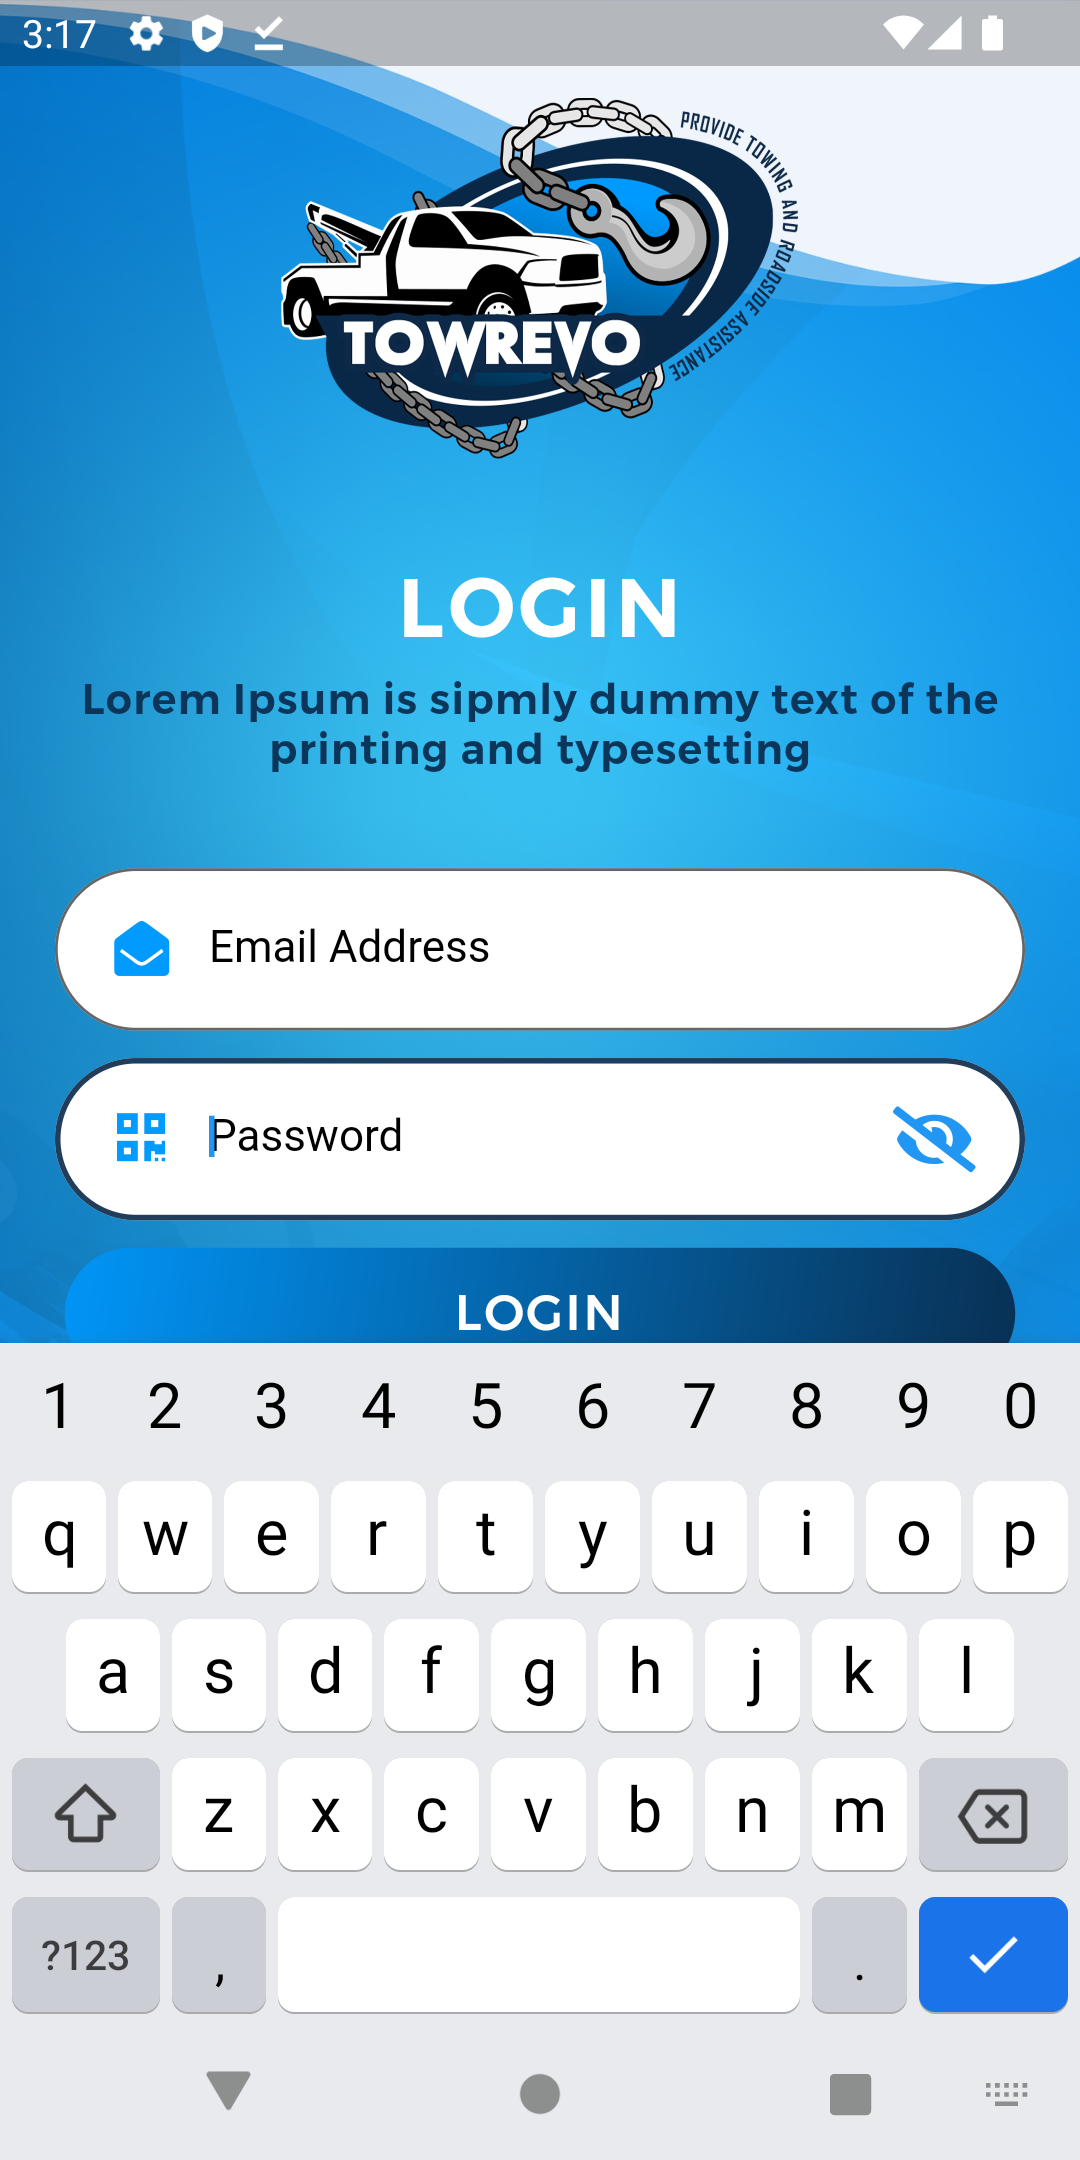 3:17
PROVIDE TOWING AND ROADSIDE ASSISTANCE
TOWREVO
LOGIN
Lorem Ipsum is sipmly dummy text of the
printing and typesetting
Email Address
Password
LOGIN
1 2 3 4 5 6 7 8 9 0
q w e r t y u i o p
a s d f g h j k l
z x c v b n m
?123 , .